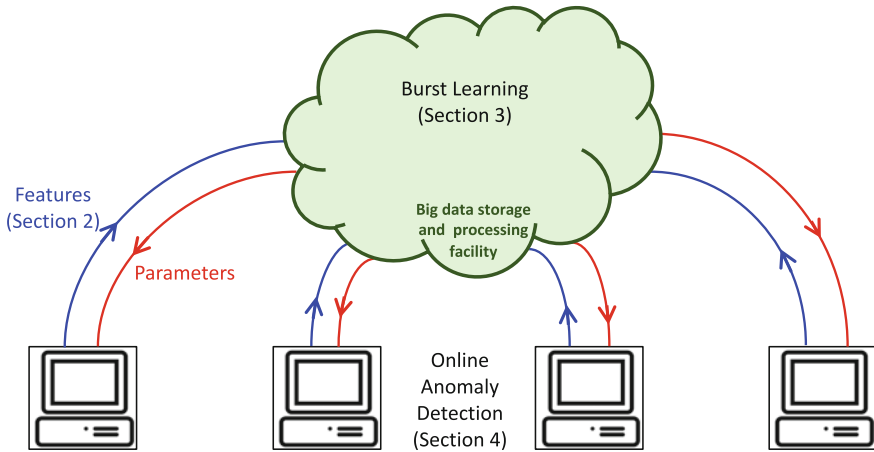 Burst Learning
(Section 3)
Features
(Section 2)
Big data storage
and processing
facility
Parameters
Online
Anomaly
Detection
(Section 4)